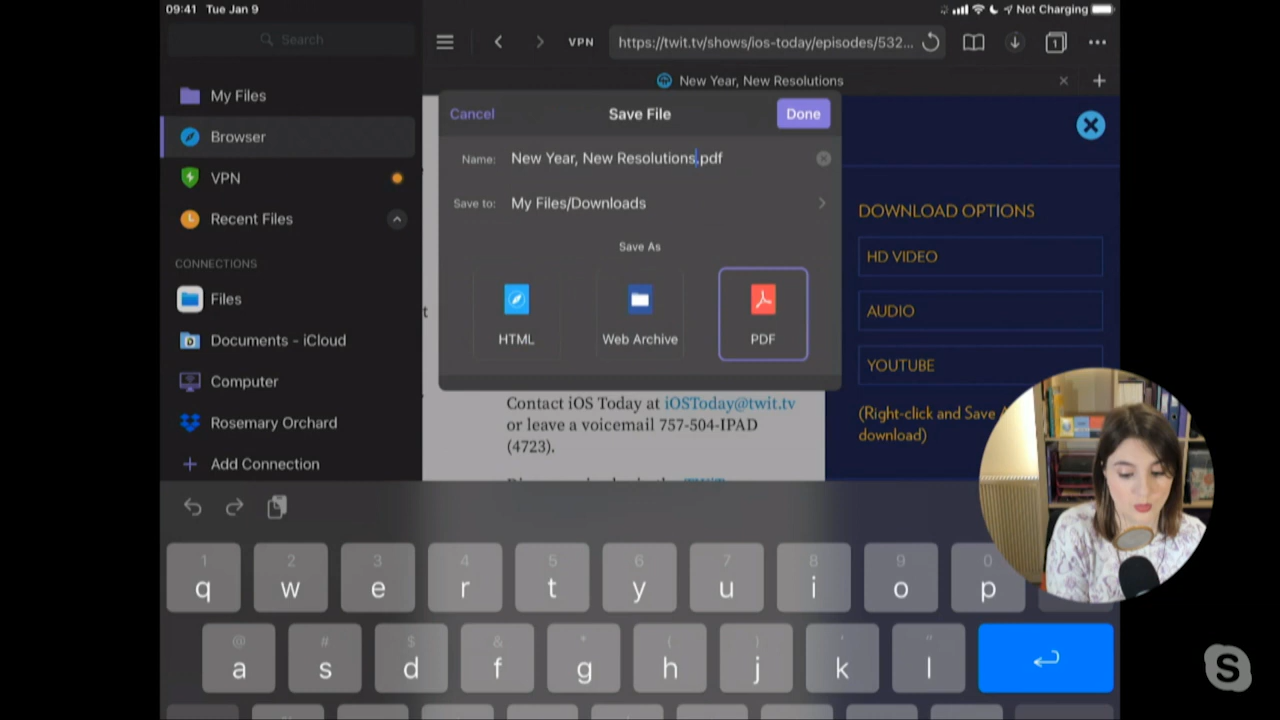 09:41 Tue Jan 9
Not Charging
Search
VPN
https://twit.tv/shows/ios-today/episodes/532...
1
New Year, New Resolutions
My Files
Browser
VPN
Recent Files
CONNECTIONS
Files
Documents - iCloud
Computer
Rosemary Orchard
Add Connection
Cancel
Save File
Done
Name: New Year, New Resolutions.pdf
Save to: My Files/Downloads
Save As
HTML
Web Archive
PDF
Contact iOS Today at iOSToday@twit.tv
or leave a voicemail 757-504-IPAD
(4723).
DOWNLOAD OPTIONS
HD VIDEO
AUDIO
YOUTUBE
(Right-click and Save
download)
1 2 3 4 5 6 7 8 9 0
q w e r t y u i o p
@ # $ & * ( ) ' "
a s d f g h j k l
S